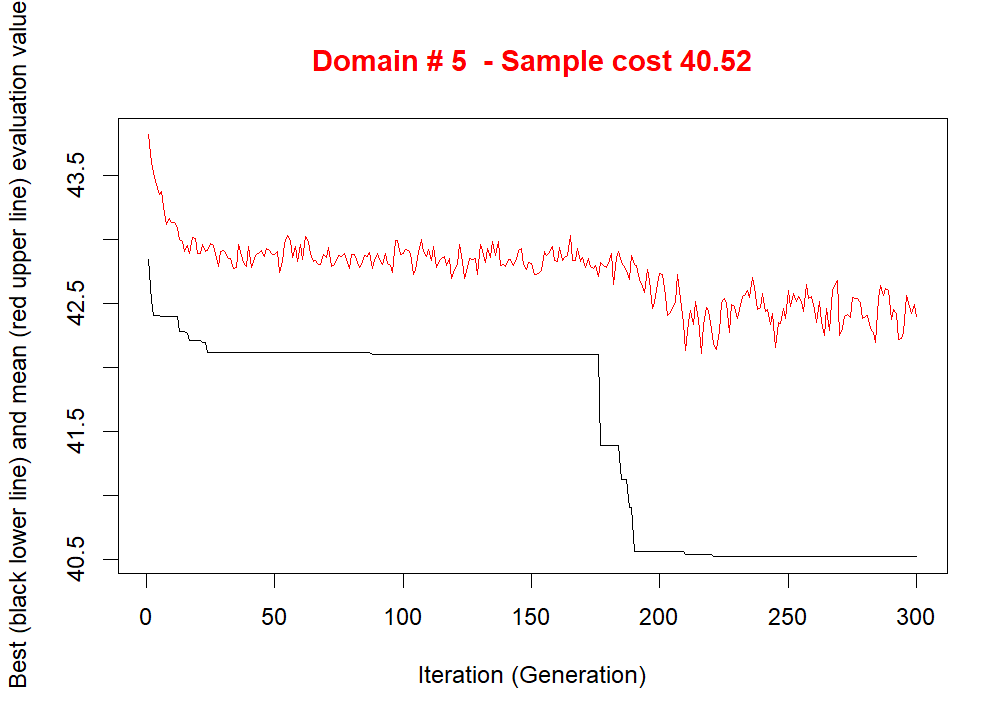 Domain # 5  - Sample cost 40.52
Best (black lower line) and mean (red upper line) evaluation value
43.5
42.5
41.5
40.5
0 50 100 150 200 250 300
Iteration (Generation)